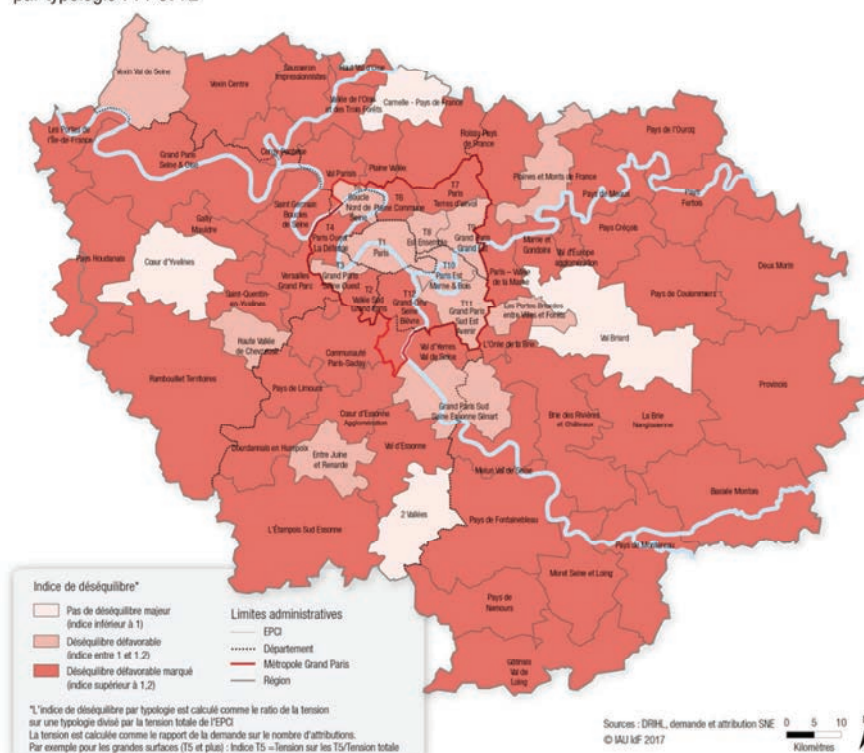 Vexin Val de Seine
Vexin Centre
Sausseron
Impressionnistes
Haut Val d'Oise
Vallée de l'Oise
et des Trois Forêts
Carnelle - Pays de France
Les Portes de
l'Île-de-France
Grand Paris
Seine & Oise
Cergy-Pontoise
Val Parisis
Plaine Vallée
Roissy Pays
de France
Plaines et Monts de France
Pays de l'Ourcq
Pays de Meaux
Pays
Fertois
Saint Germain
Boucles
de Seine
Boucle
Nord de
Seine
T6
Plaine Commune
T7
Paris
Terres d'envol
Gally
Mauldre
T4
Paris Ouest
La Défense
T8
Est Ensemble
T9
Grand Paris
Grand Est
Marne et
Gondoire
Val d'Europe
agglomération
Pays Créçois
Pays Houdanais
Cœur d'Yvelines
T1
Paris
T10
Paris Est
Marne & Bois
Paris – Vallée
de la Marne
Deux Morin
Versailles
Grand Parc
T3
Grand Paris
Seine Ouest
Saint-Quentin-
en-Yvelines
T2
Vallée Sud
Grand Paris
T12
Grand-Orly
Seine
Bièvre
T11
Grand Paris
Sud Est
Avenir
Les Portes Briardes
entre Villes et Forêts
Pays de Coulommiers
Val Briard
Haute Vallée
de Chevreuse
Communauté
Paris-Saclay
Val d'Yerres
Val de Seine
L'Orée de la Brie
Rambouillet Territoires
Pays de Limours
Provinois
Cœur d'Essonne
Agglomération
Grand Paris Sud
Seine Essonne Sénart
Brie des Rivières
et Châteaux
La Brie
Nangissienne
Dourdannais en Hurepoix
Entre Juine
et Renarde
Val d'Essonne
Melun Val de Seine
Bassée Montois
2 Vallées
L'Étampois Sud Essonne
Pays de Fontainebleau
Pays de Montereau
Moret Seine et Loing
Pays de
Nemours
Gâtinais
Val de
Loing
Indice de déséquilibre*
Pas de déséquilibre majeur
(indice inférieur à 1)
Déséquilibre défavorable
(indice entre 1 et 1,2)
Déséquilibre défavorable marqué
(indice supérieur à 1,2)
Limites administratives
EPCI
Département
Métropole Grand Paris
Région
*L'indice de déséquilibre par typologie est calculé comme le ratio de la tension
sur une typologie divisé par la tension totale de l'EPCI
La tension est calculée comme le rapport de la demande sur le nombre d'attributions.
Par exemple pour les grandes surfaces (T5 et plus) : Indice T5 =Tension sur les T5/Tension totale
Sources : DRIHL, demande et attribution SNE
© IAU îdF 2017
0 5 10
Kilomètres